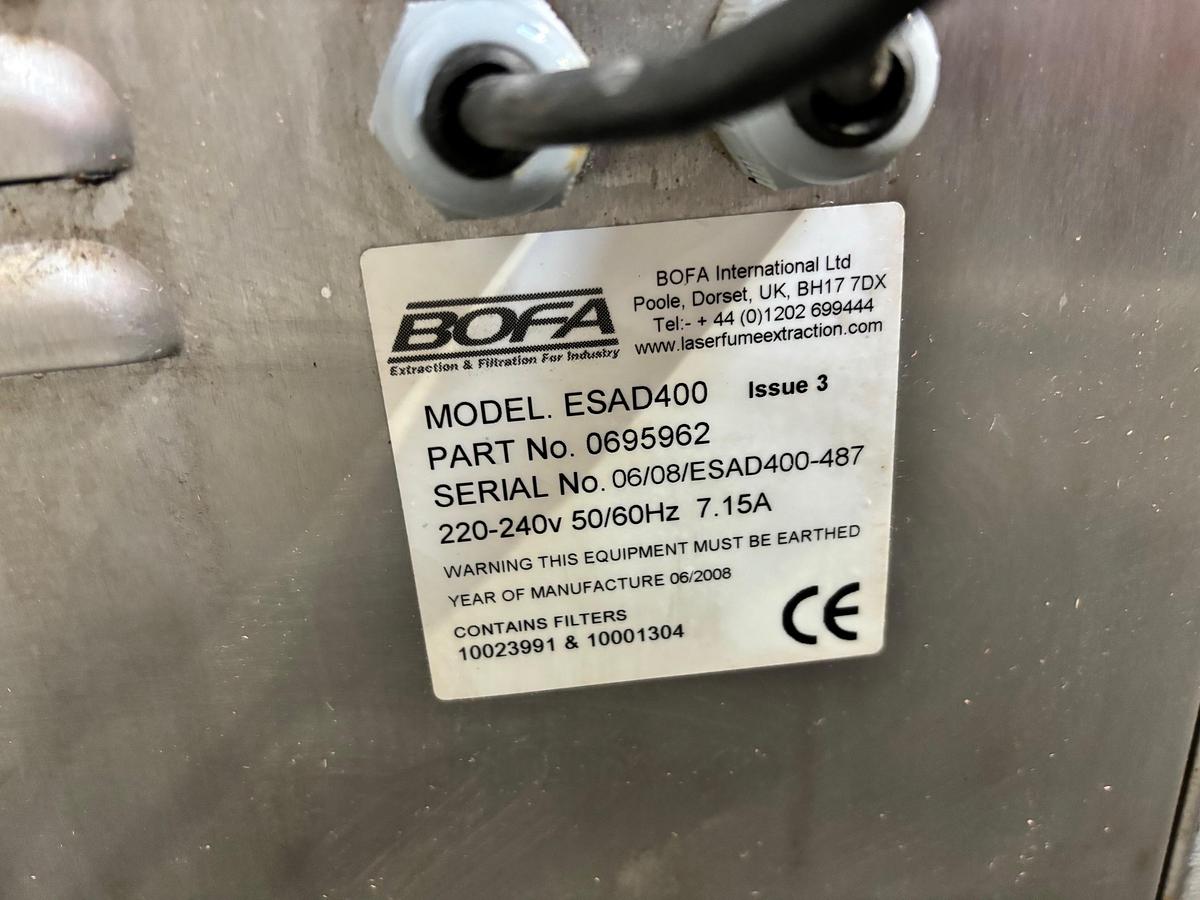 BOFA
Extraction & Filtration For Industry
BOFA International Ltd
Poole, Dorset, UK, BH17 7DX
Tel:- + 44 (0)1202 699444
www.laserfumeextraction.com
MODEL. ESAD400 Issue 3
PART No. 0695962
SERIAL No. 06/08/ESAD400-487
220-240v 50/60Hz 7.15A
WARNING THIS EQUIPMENT MUST BE EARTHED
YEAR OF MANUFACTURE 06/2008
CONTAINS FILTERS
10023991 & 10001304
CE